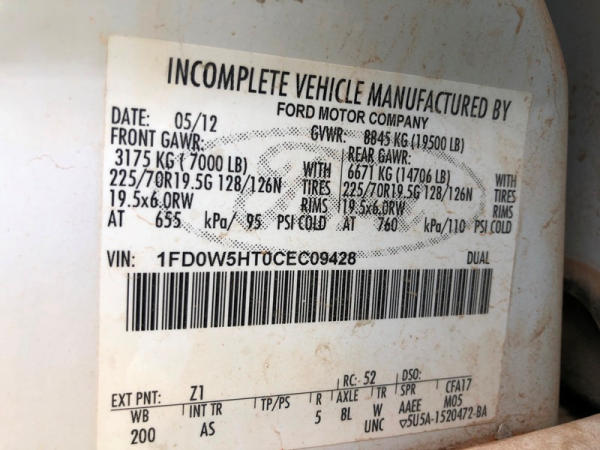 INCOMPLETE VEHICLE MANUFACTURED BY
FORD MOTOR COMPANY
DATE: 05/12 GVWR: 8845 KG (19500 LB)
FRONT GAWR: REAR GAWR:
3175 KG (7000 LB) WITH 6671 KG (14706 LB) WITH
225/70R19.5G 128/126N TIRES 225/70R19.5G 128/126N TIRES
19.5x6.0RW RIMS 19.5x6.0RW RIMS
AT 655 kPa/ 95 PSI COLD AT 760 kPa/110 PSI COLD
VIN: 1FD0W5HT0CEC09428 DUAL
EXT PNT: Z1 RC: 52 DSO:
WB INT TR TP/PS R AXLE TR SPR CFA17
200 AS 5 8L W AAEE M05
UNC ▽5U5A-1520472-BA